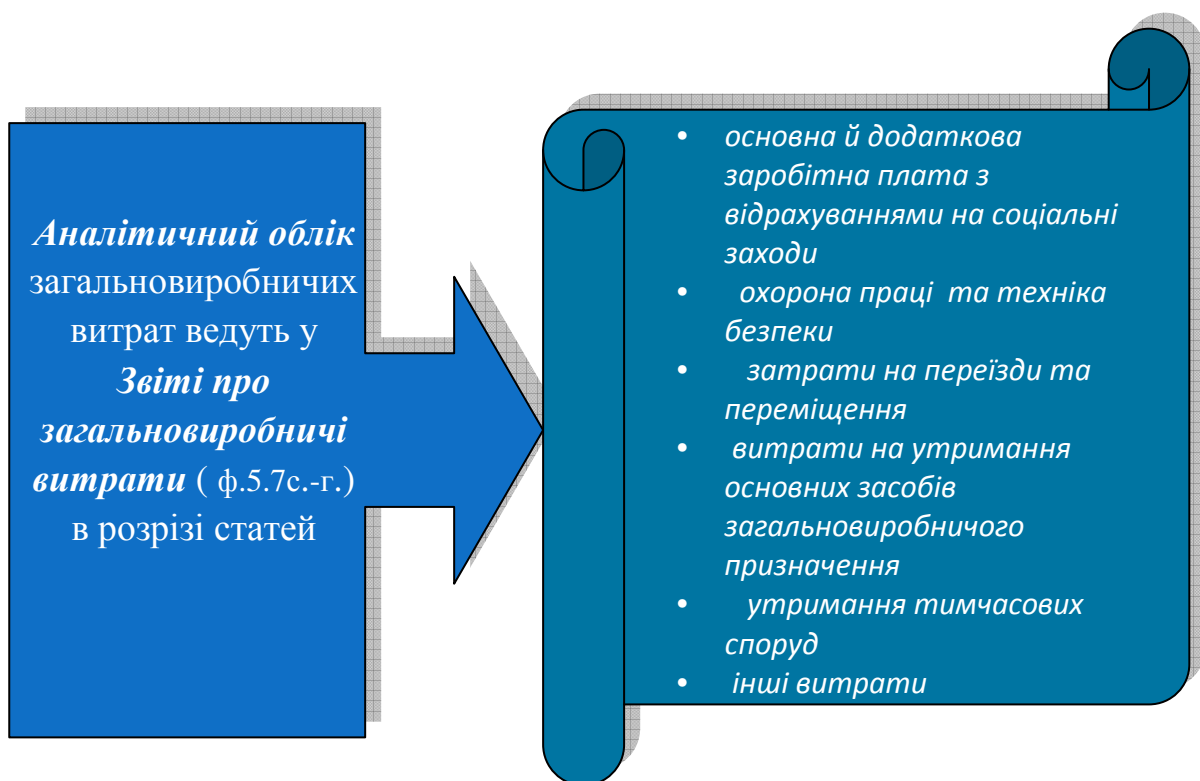 Аналітичний облік
загальновиробничих
витрат ведуть у
Звіті про
загальновиробничі
витрати ( ф.5.7с.-г.)
в розрізі статей
• основна й додаткова
заробітна плата з
відрахуваннями на соціальні
заходи
• охорона праці та техніка
безпеки
• затрати на переїзди та
переміщення
• витрати на утримання
основних засобів
загальновиробничого
призначення
• утримання тимчасових
споруд
• інші витрати